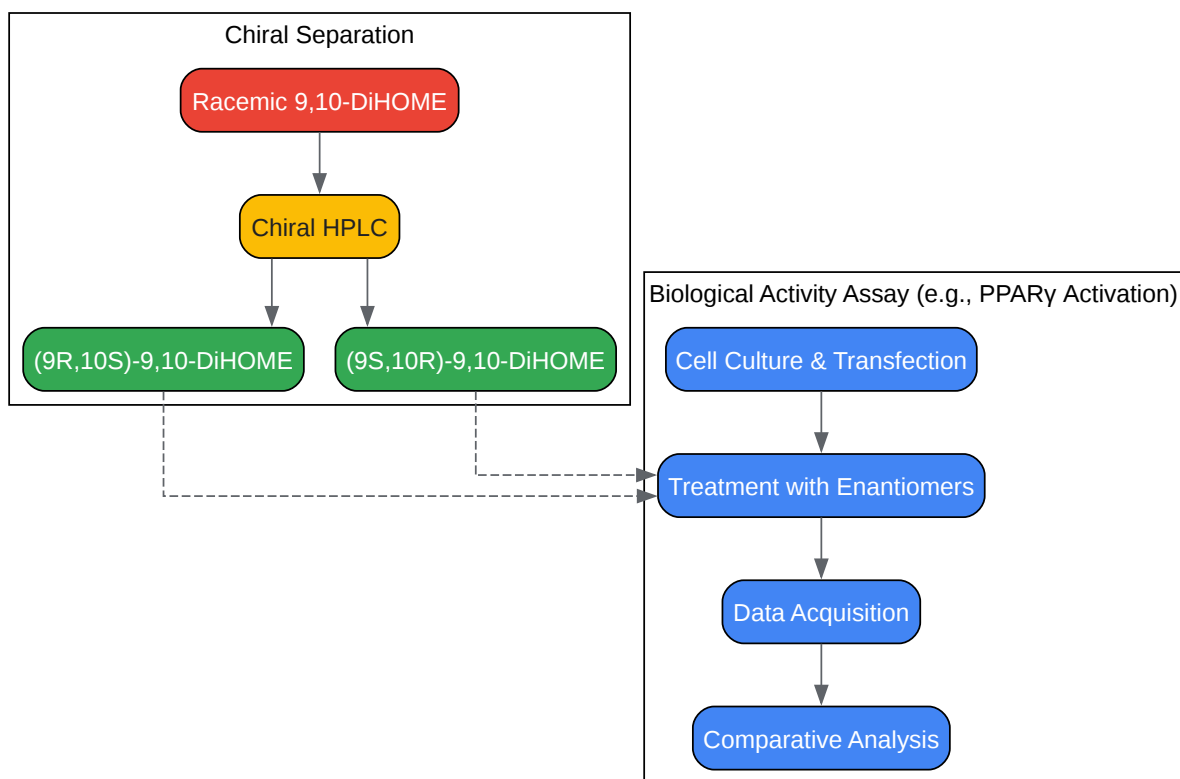 Chiral Separation
Racemic 9,10-DiHOME
Chiral HPLC
(9R,10S)-9,10-DiHOME
(9S,10R)-9,10-DiHOME
Biological Activity Assay (e.g., PPARγ Activation)
Cell Culture & Transfection
Treatment with Enantiomers
Data Acquisition
Comparative Analysis